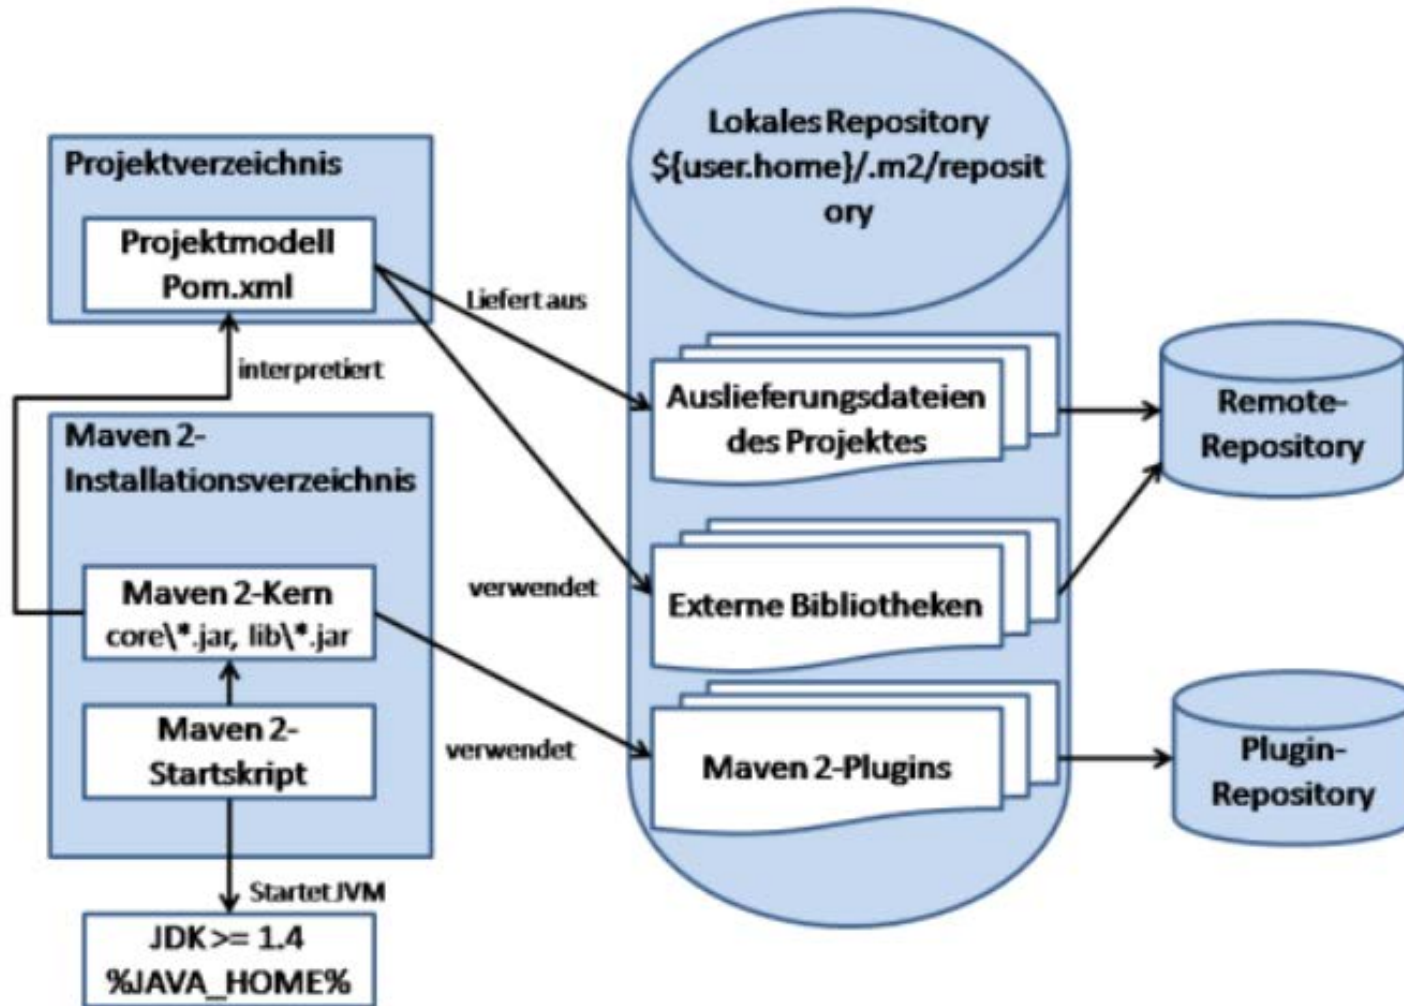 Lokales Repository
${user.home}/.m2/reposit
ory
Projektverzeichnis
Projektmodell
Pom.xml
Liefert aus
interpretiert
Auslieferungsdateien
des Projektes
Remote-
Repository
Maven 2-
Installationsverzeichnis
Maven 2-Kern
core\*.jar, lib\*.jar
verwendet
Externe Bibliotheken
Maven 2-
Startskript
verwendet
Maven 2-Plugins
Plugin-
Repository
Startet JVM
JDK >= 1.4
%JAVA_HOME%